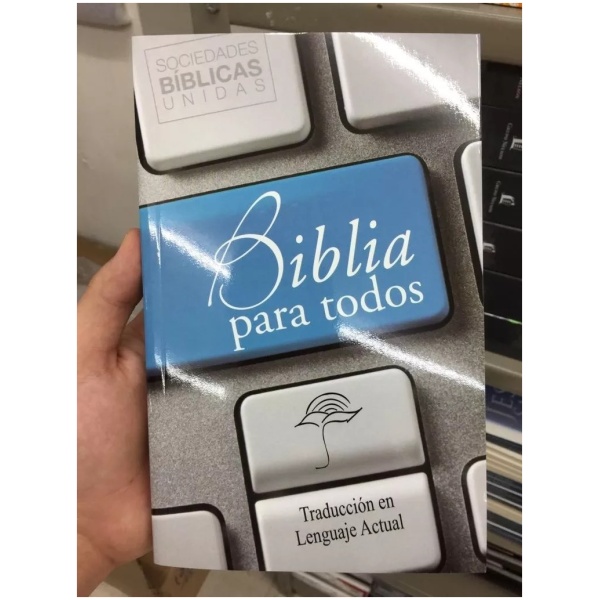 SOCIEDADES
BÍBLICAS
UNIDAS
Biblia
para todos
Traducción en
Lenguaje Actual